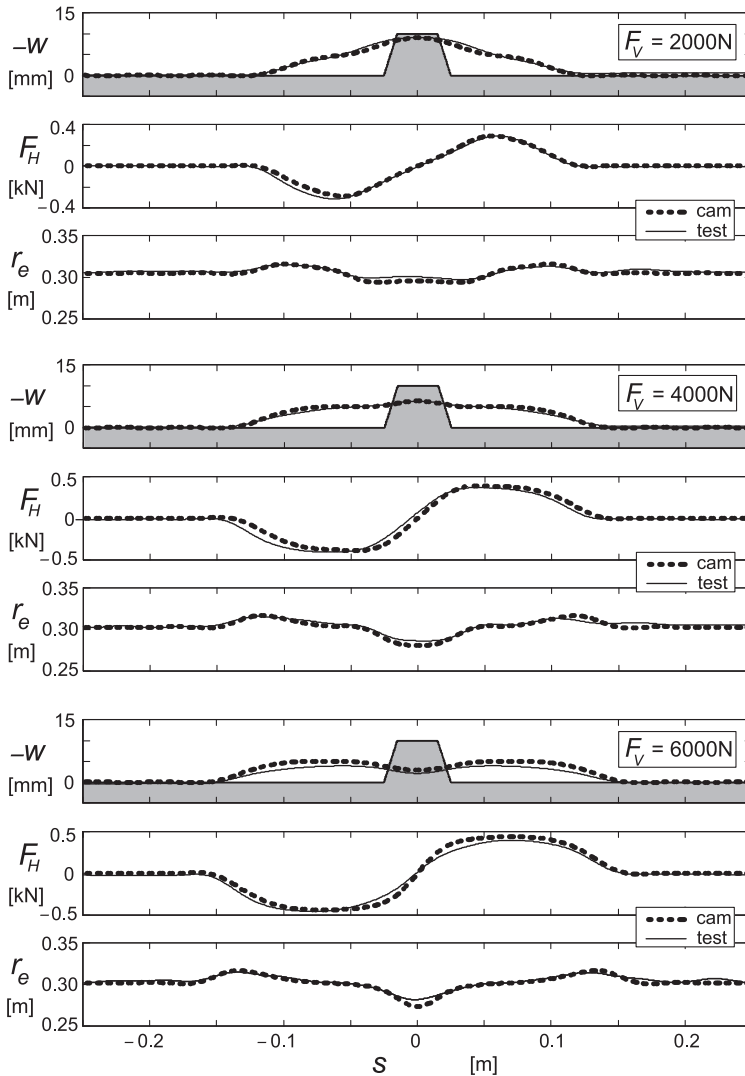 15
–w
[mm]
0
F_V = 2000N
0.4
F_H
0
[kN]
–0.4
cam
test
0.35
r_e
0.30
[m]
0.25
15
–w
[mm]
0
F_V = 4000N
0.5
F_H
0
[kN]
–0.5
cam
test
0.35
r_e
0.30
[m]
0.25
15
–w
[mm]
0
F_V = 6000N
0.5
F_H
0
[kN]
–0.5
cam
test
0.35
r_e
0.30
[m]
0.25
–0.2 –0.1 0 0.1 0.2
s [m]